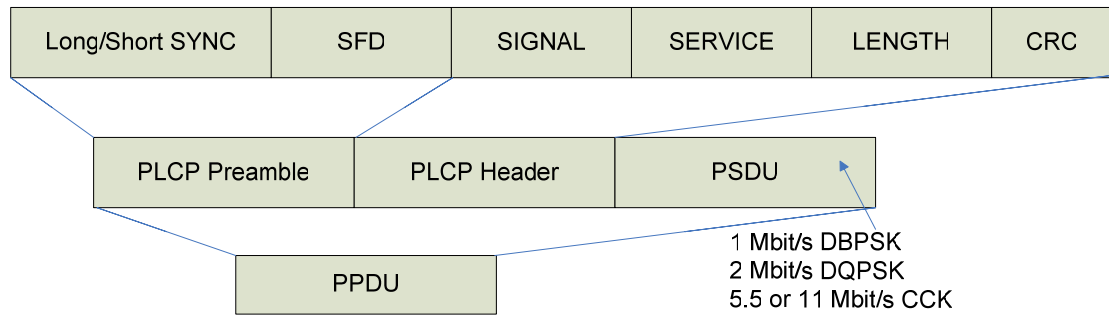 Long/Short SYNC SFD SIGNAL SERVICE LENGTH CRC
PLCP Preamble PLCP Header PSDU
1 Mbit/s DBPSK
2 Mbit/s DQPSK
5.5 or 11 Mbit/s CCK
PPDU